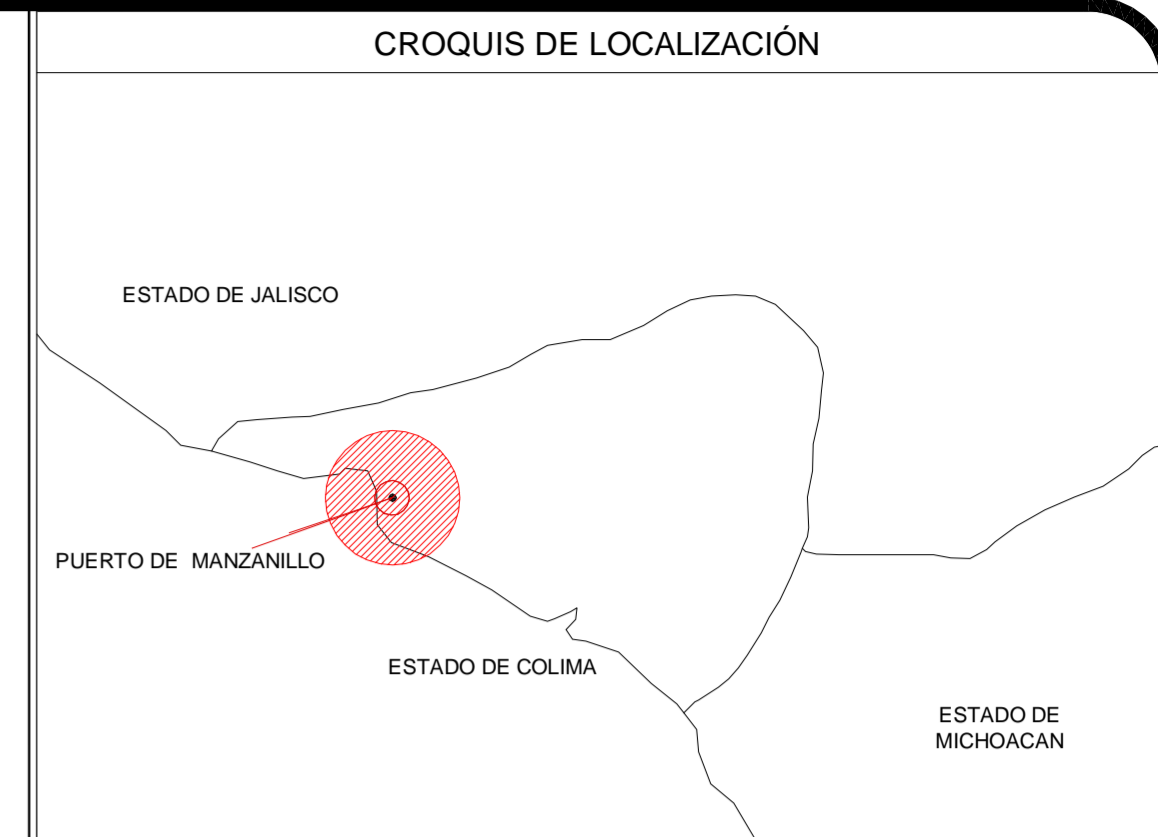 CROQUIS DE LOCALIZACIÓN
ESTADO DE JALISCO
PUERTO DE MANZANILLO
ESTADO DE COLIMA
ESTADO DE
MICHOACAN